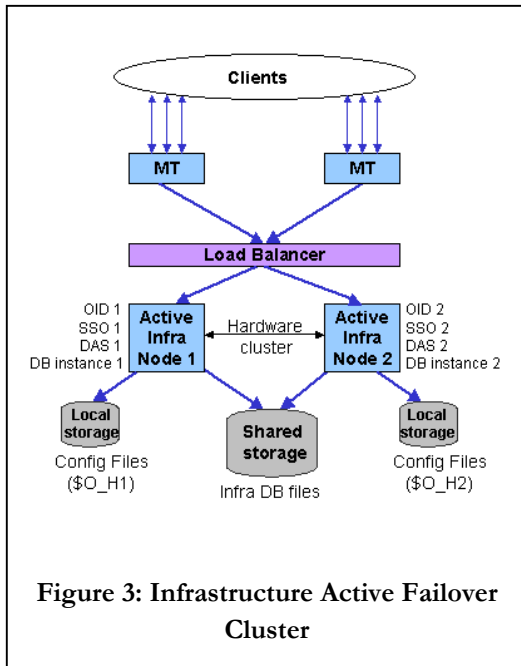 Clients
MT
MT
Load Balancer
OID 1
SSO 1
DAS 1
DB instance 1
Active
Infra
Node 1
Hardware
cluster
Active
Infra
Node 2
OID 2
SSO 2
DAS 2
DB instance 2
Local
storage
Config Files
($O_H1)
Shared
storage
Infra DB files
Local
storage
Config Files
($O_H2)
Figure 3: Infrastructure Active Failover
Cluster